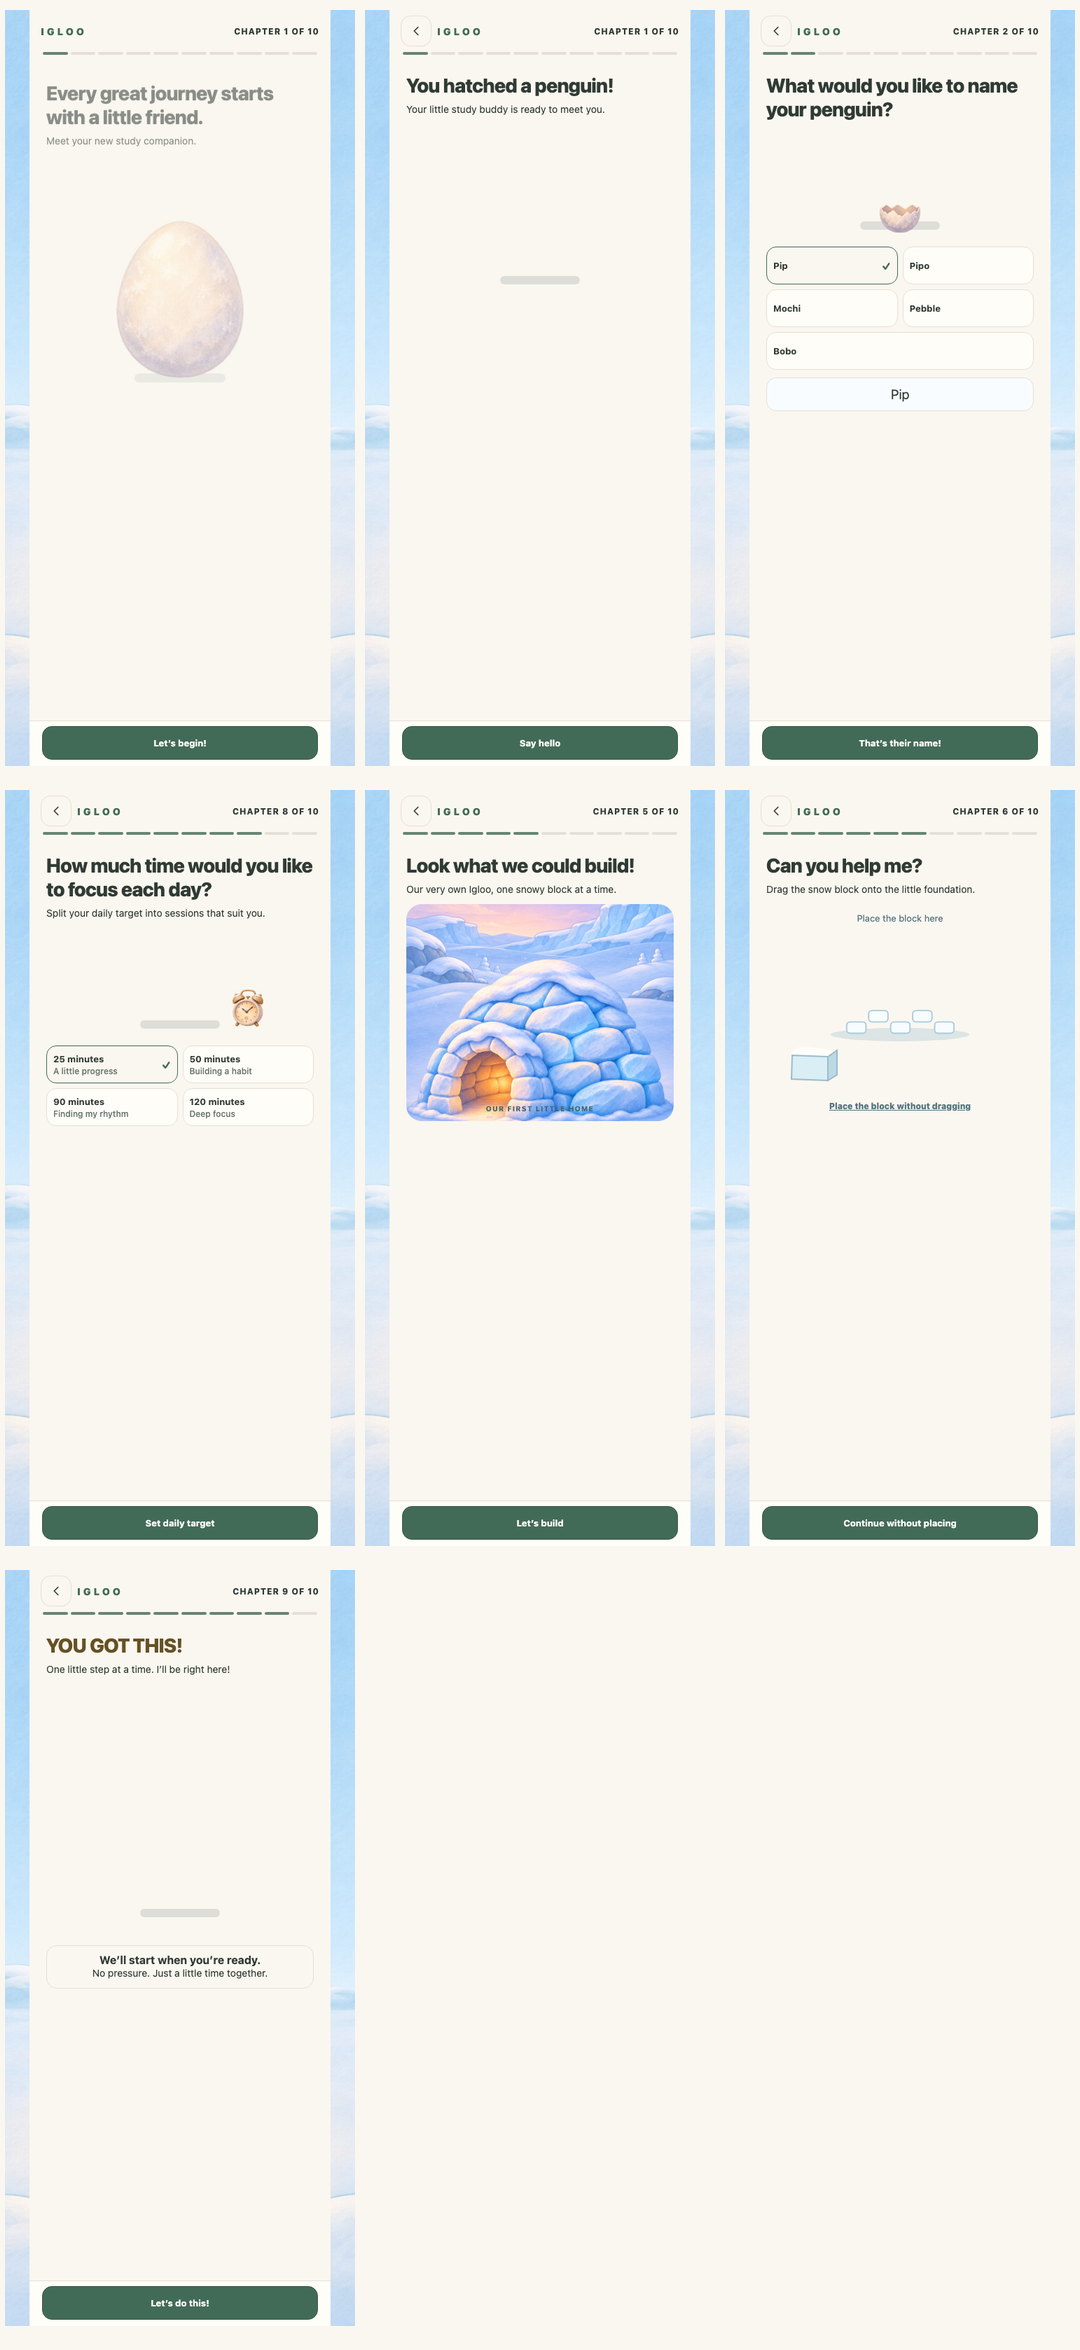 IGLOO
CHAPTER 1 OF 10
Every great journey starts
with a little friend.
Meet your new study companion.
Let's begin!
IGLOO
CHAPTER 1 OF 10
You hatched a penguin!
Your little study buddy is ready to meet you.
Say hello
IGLOO
CHAPTER 2 OF 10
What would you like to name
your penguin?
Pip
Pipo
Mochi
Pebble
Bobo
Pip
That's their name!
IGLOO
CHAPTER 8 OF 10
How much time would you like
to focus each day?
Split your daily target into sessions that suit you.
25 minutes
A little progress
50 minutes
Building a habit
90 minutes
Finding my rhythm
120 minutes
Deep focus
Set daily target
IGLOO
CHAPTER 5 OF 10
Look what we could build!
Our very own Igloo, one snowy block at a time.
OUR FIRST LITTLE HOME
Let's build
IGLOO
CHAPTER 6 OF 10
Can you help me?
Drag the snow block onto the little foundation.
Place the block here
Place the block without dragging
Continue without placing
IGLOO
CHAPTER 9 OF 10
YOU GOT THIS!
One little step at a time. I'll be right here!
We'll start when you're ready.
No pressure. Just a little time together.
Let's do this!